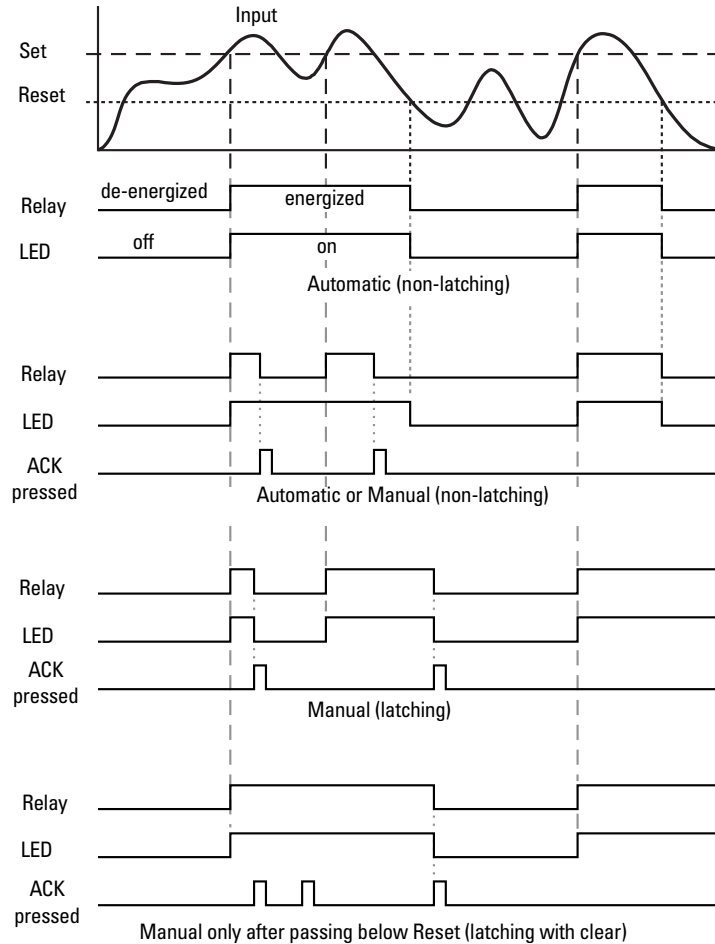 Input
Set
Reset
de-energized
energized
Relay
off
on
LED
Automatic (non-latching)
Relay
LED
ACK
pressed
Automatic or Manual (non-latching)
Relay
LED
ACK
pressed
Manual (latching)
Relay
LED
ACK
pressed
Manual only after passing below Reset (latching with clear)